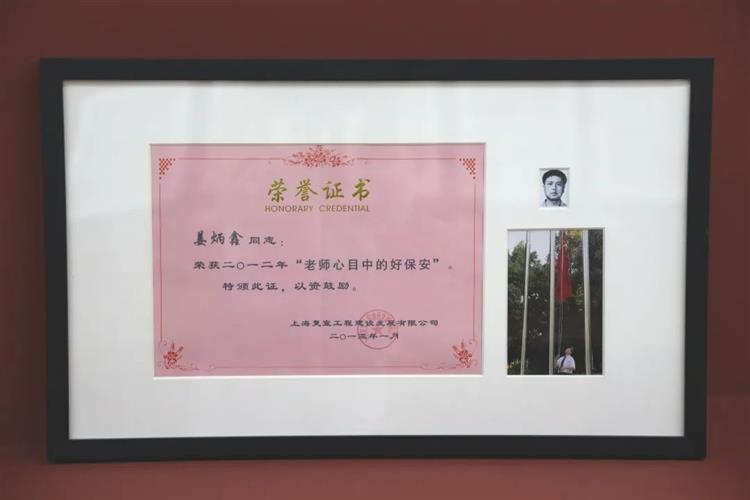 荣誉证书
HONORARY CREDENTIAL
姜炳鑫 同志：
荣获二〇一二年“老师心目中的好保安”。
特颁此证，以资鼓励。
上海复宣工程建设发展有限公司
二〇一三年一月